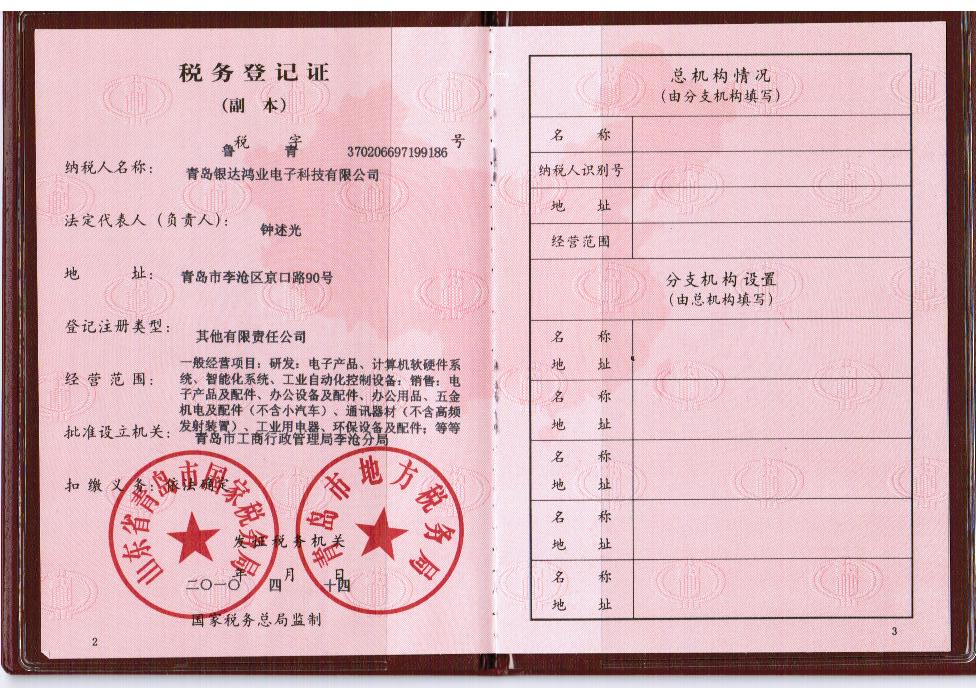 税务登记证
(副 本)
鲁 税 青 字 370206697199186 号
纳税人名称: 青岛银达鸿业电子科技有限公司
法定代表人(负责人): 钟述光
地 址: 青岛市李沧区京口路90号
登记注册类型: 其他有限责任公司
经营范围: 一般经营项目: 研发: 电子产品、计算机软硬件系
统、智能化系统、工业自动化控制设备; 销售: 电
子产品及配件、办公设备及配件、办公用品、五金
机电及配件(不含小汽车)、通讯器材(不含高频
发射装置)、工业用电器、环保设备及配件; 等等
批准设立机关: 青岛市工商行政管理局李沧分局
扣缴义务: 依法确定
山东省青岛市国家税务局
青岛市地方税务局
发证税务机关
二〇一〇 年 四 月 十四 日
国家税务总局监制
2
总机构情况
(由分支机构填写)
名 称
纳税人识别号
地 址
经营范围
分支机构设置
(由总机构填写)
名 称
地 址
名 称
地 址
名 称
地 址
名 称
地 址
名 称
地 址
3